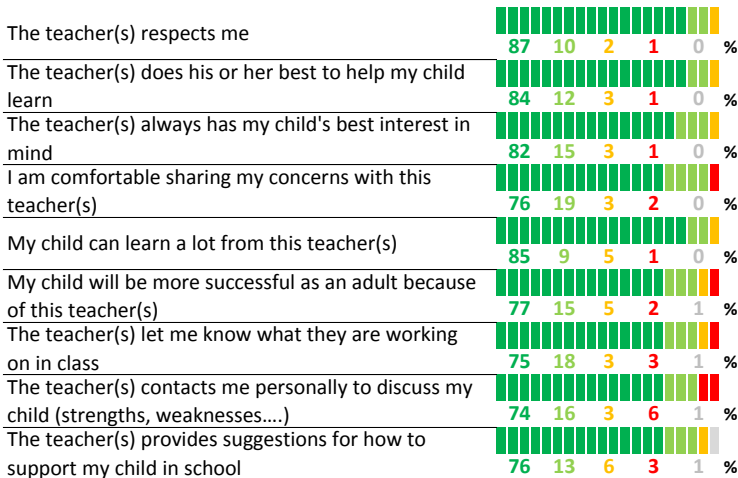 The teacher(s) respects me
87 10 2 1 0 %
The teacher(s) does his or her best to help my child
learn
84 12 3 1 0 %
The teacher(s) always has my child's best interest in
mind
82 15 3 1 0 %
I am comfortable sharing my concerns with this
teacher(s)
76 19 3 2 0 %
My child can learn a lot from this teacher(s)
85 9 5 1 0 %
My child will be more successful as an adult because
of this teacher(s)
77 15 5 2 1 %
The teacher(s) let me know what they are working
on in class
75 18 3 3 1 %
The teacher(s) contacts me personally to discuss my
child (strengths, weaknesses....)
74 16 3 6 1 %
The teacher(s) provides suggestions for how to
support my child in school
76 13 6 3 1 %